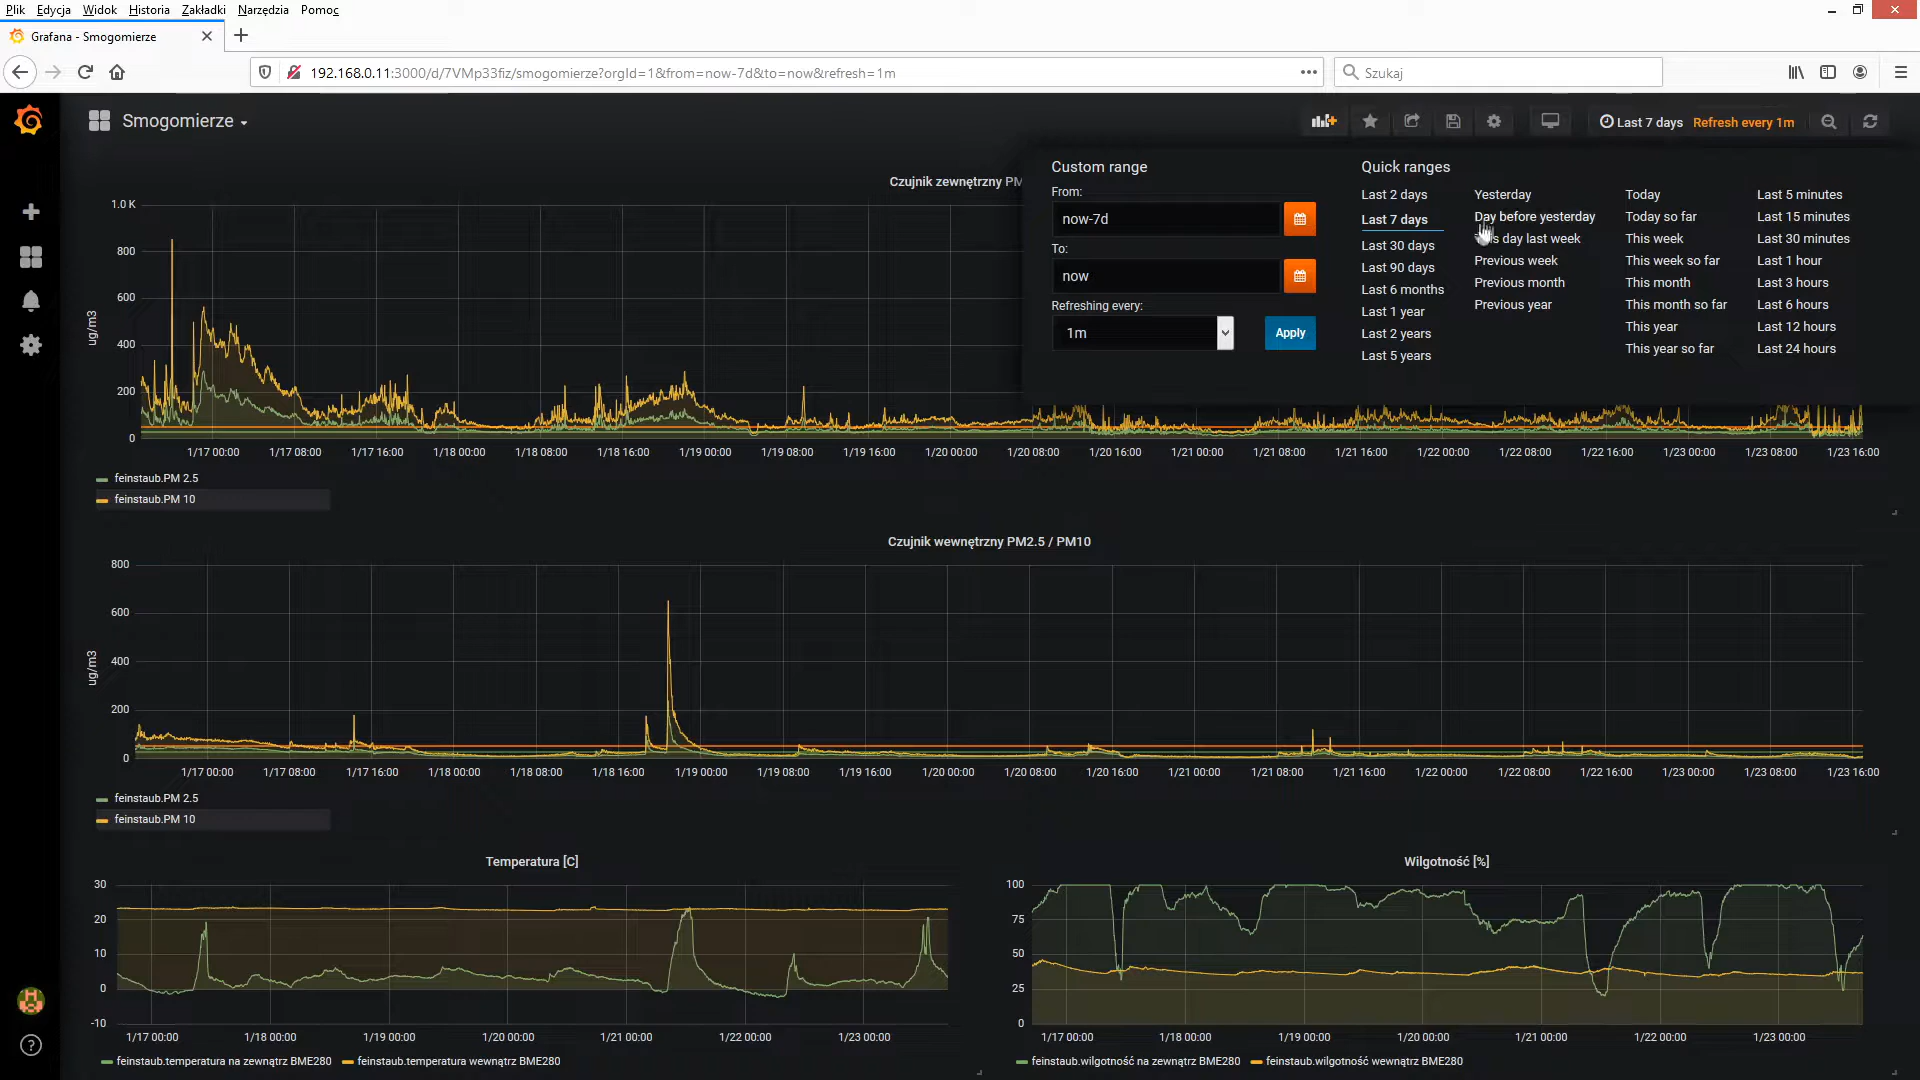 Plik Edycja Widok Historia Zakładki Narzędzia Pomoc
Grafana - Smogomierze
192.168.0.11:3000/d/7VMp33fiz/smogomierze?orgId=1&from=now-7d&to=now&refresh=1m
Szukaj
Smogomierze
Last 7 days Refresh every 1m
Custom range
From:
now-7d
To:
now
Refreshing every:
1m
Apply
Quick ranges
Last 2 days
Last 7 days
Last 30 days
Last 90 days
Last 6 months
Last 1 year
Last 2 years
Last 5 years
Yesterday
Day before yesterday
day last week
Previous week
Previous month
Previous year
Today
Today so far
This week
This week so far
This month
This month so far
This year
This year so far
Last 5 minutes
Last 15 minutes
Last 30 minutes
Last 1 hour
Last 3 hours
Last 6 hours
Last 12 hours
Last 24 hours
Czujnik zewnętrzny PM
ug/m3
1.0 K
800
600
400
200
0
1/17 00:00 1/17 08:00 1/17 16:00 1/18 00:00 1/18 08:00 1/18 16:00 1/19 00:00 1/19 08:00 1/19 16:00 1/20 00:00 1/20 08:00 1/20 16:00 1/21 00:00 1/21 08:00 1/21 16:00 1/22 00:00 1/22 08:00 1/22 16:00 1/23 00:00 1/23 08:00 1/23 16:00
feinstaub.PM 2.5
feinstaub.PM 10
Czujnik wewnętrzny PM2.5 / PM10
ug/m3
800
600
400
200
0
1/17 00:00 1/17 08:00 1/17 16:00 1/18 00:00 1/18 08:00 1/18 16:00 1/19 00:00 1/19 08:00 1/19 16:00 1/20 00:00 1/20 08:00 1/20 16:00 1/21 00:00 1/21 08:00 1/21 16:00 1/22 00:00 1/22 08:00 1/22 16:00 1/23 00:00 1/23 08:00 1/23 16:00
feinstaub.PM 2.5
feinstaub.PM 10
Temperatura [C]
30
20
10
0
-10
1/17 00:00 1/18 00:00 1/19 00:00 1/20 00:00 1/21 00:00 1/22 00:00 1/23 00:00
feinstaub.temperatura na zewnątrz BME280 feinstaub.temperatura wewnątrz BME280
Wilgotność [%]
100
75
50
25
0
1/17 00:00 1/18 00:00 1/19 00:00 1/20 00:00 1/21 00:00 1/22 00:00 1/23 00:00
feinstaub.wilgotność na zewnątrz BME280 feinstaub.wilgotność wewnątrz BME280